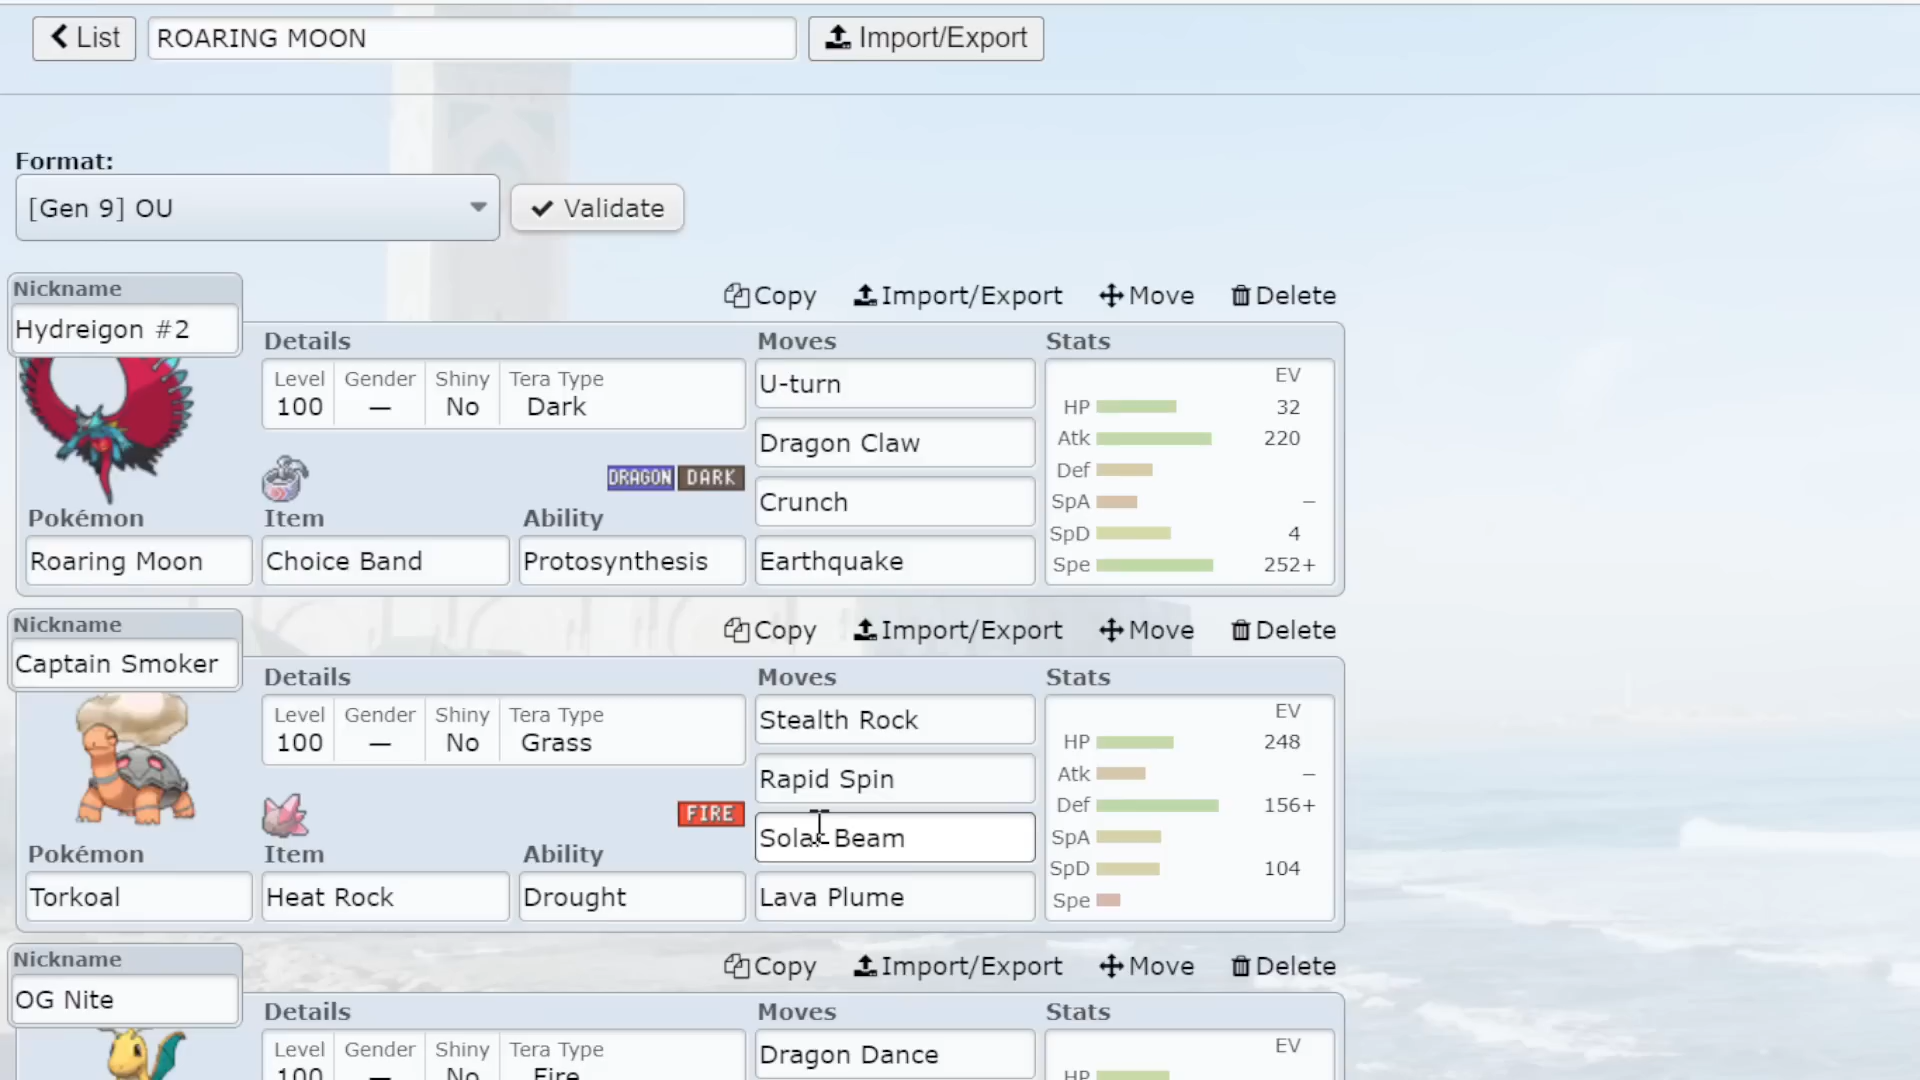 List
ROARING MOON
Import/Export
Format:
[Gen 9] OU
Validate
Nickname
Hydreigon #2
Copy Import/Export Move Delete
Details
Level Gender Shiny Tera Type
100 — No Dark
DRAGON DARK
Pokémon Item Ability
Roaring Moon Choice Band Protosynthesis
Moves
U-turn
Dragon Claw
Crunch
Earthquake
Stats
EV
HP 32
Atk 220
Def
SpA –
SpD 4
Spe 252+
Nickname
Captain Smoker
Copy Import/Export Move Delete
Details
Level Gender Shiny Tera Type
100 — No Grass
FIRE
Pokémon Item Ability
Torkoal Heat Rock Drought
Moves
Stealth Rock
Rapid Spin
Solar Beam
Lava Plume
Stats
EV
HP 248
Atk –
Def 156+
SpA
SpD 104
Spe
Nickname
OG Nite
Copy Import/Export Move Delete
Details
Level Gender Shiny Tera Type
100 — No Fire
Moves
Dragon Dance
Stats
EV
HP